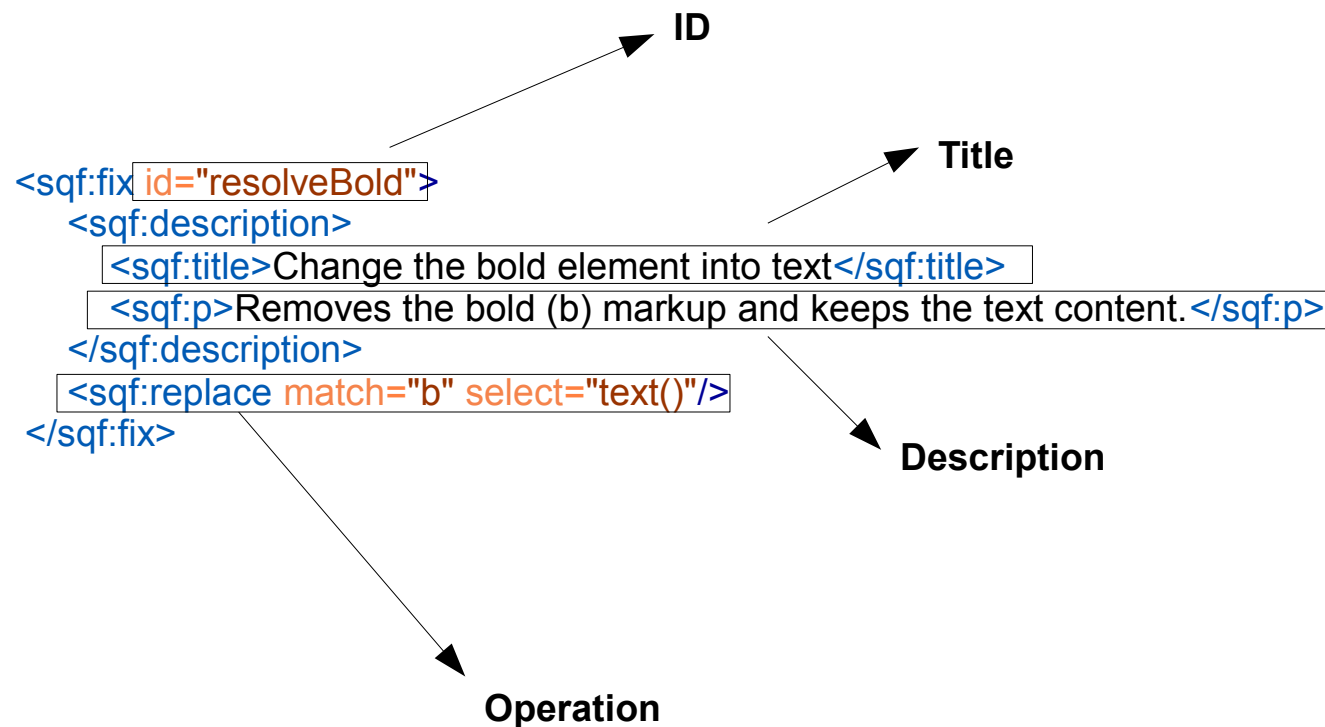 ID
Title
<sqf:fix id="resolveBold">
<sqf:description>
<sqf:title>Change the bold element into text</sqf:title>
<sqf:p>Removes the bold (b) markup and keeps the text content.</sqf:p>
</sqf:description>
<sqf:replace match="b" select="text()"/>
</sqf:fix>
Description
Operation